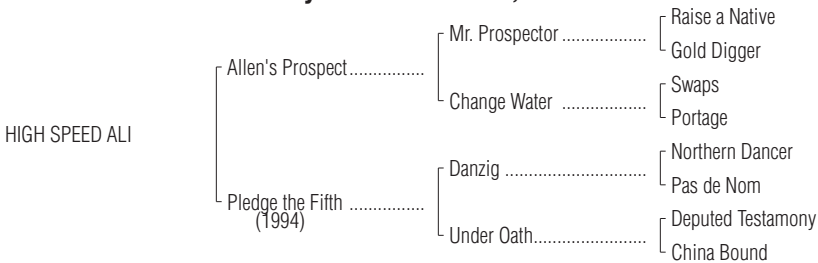 Raise a Native
Mr. Prospector ..................
Gold Digger
Allen's Prospect................
Swaps
Change Water ..................
Portage
HIGH SPEED ALI
Northern Dancer
Danzig ..............................
Pas de Nom
Pledge the Fifth ................
(1994)
Deputed Testamony
Under Oath........................
China Bound